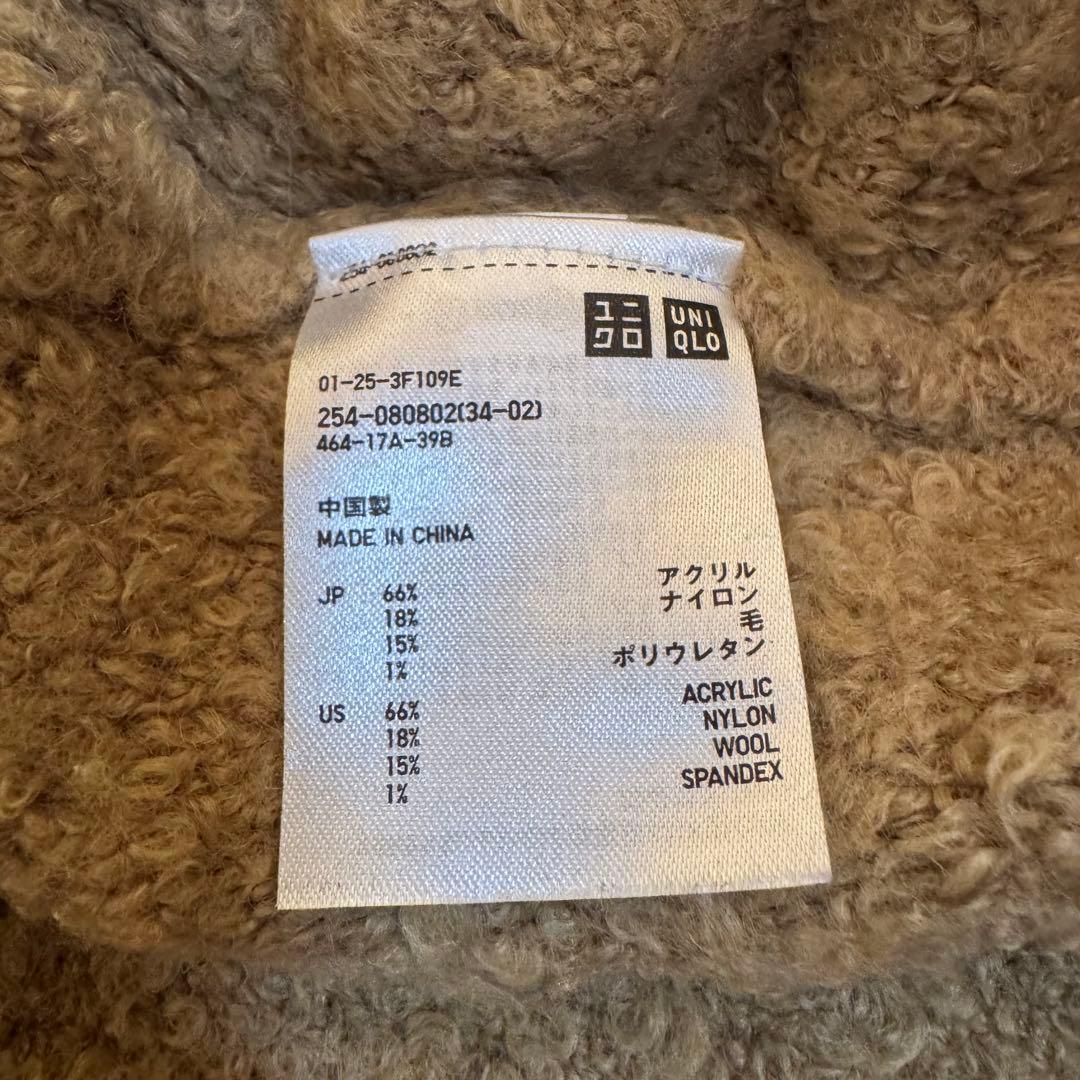 254-080802
ユニ
クロ
UNI
QLO
01-25-3F109E
254-080802(34-02)
464-17A-39B
中国製
MADE IN CHINA
JP 66% アクリル
18% ナイロン
15% 毛
1% ポリウレタン
US 66% ACRYLIC
18% NYLON
15% WOOL
1% SPANDEX